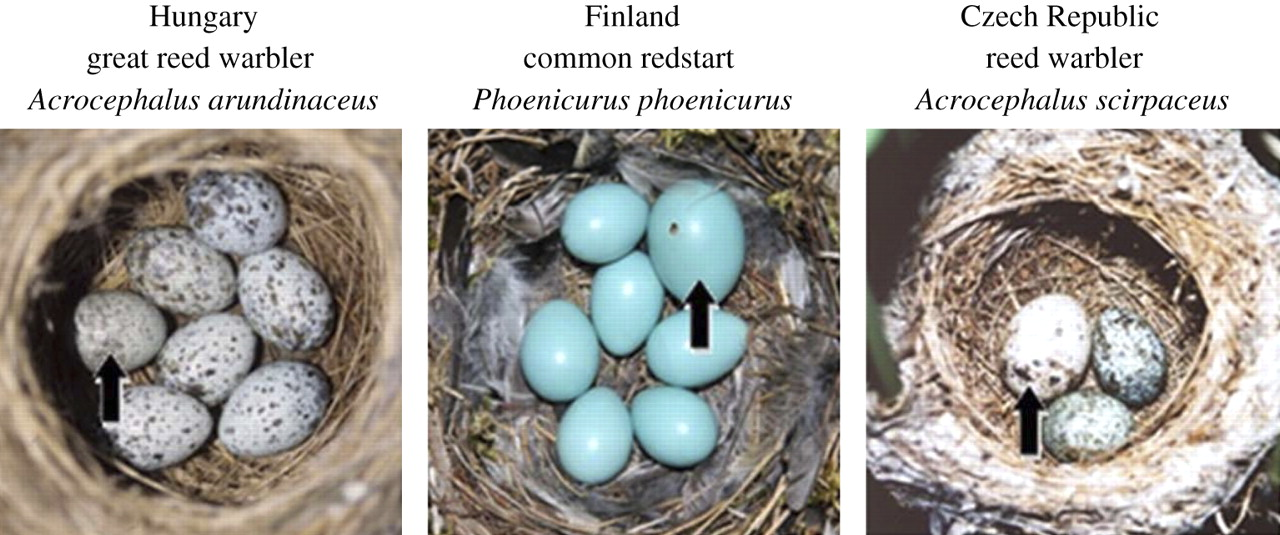 Hungary
great reed warbler
Acrocephalus arundinaceus
Finland
common redstart
Phoenicurus phoenicurus
Czech Republic
reed warbler
Acrocephalus scirpaceus